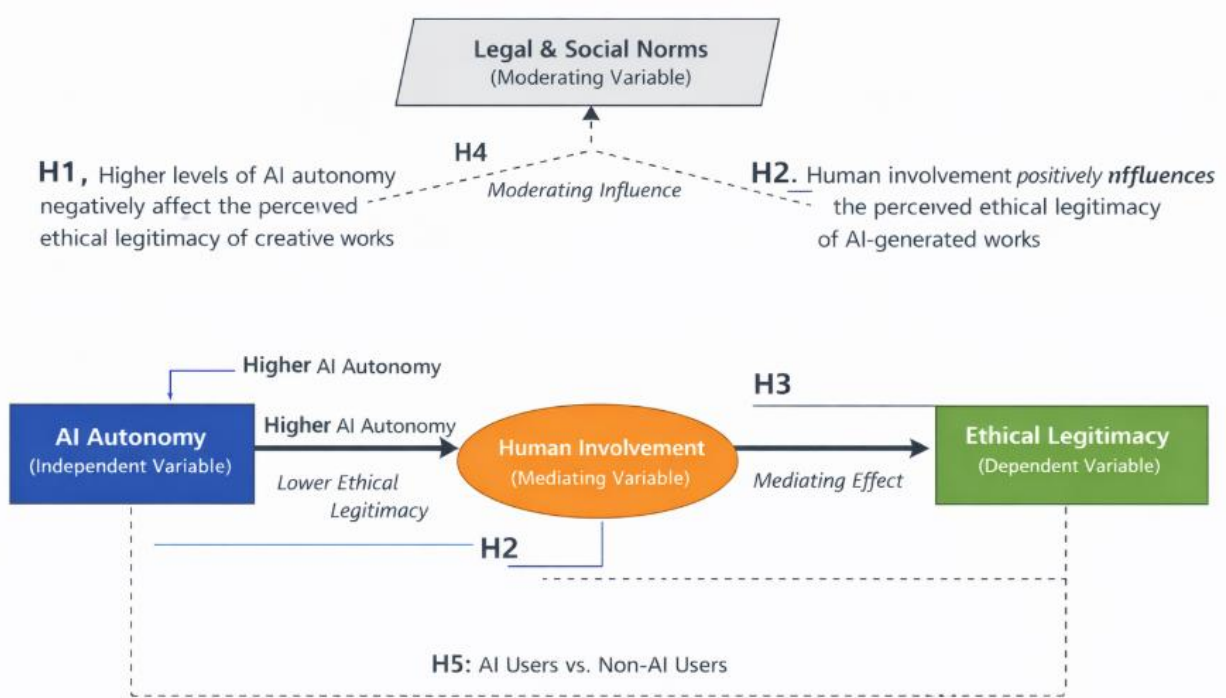 Legal & Social Norms
(Moderating Variable)
H4
Moderating Influence
H1, Higher levels of AI autonomy
negatively affect the perceived
ethical legitimacy of creative works
H2. Human involvement positively nffluences
the perceived ethical legitimacy
of AI-generated works
Higher AI Autonomy
AI Autonomy
(Independent Variable)
Higher AI Autonomy
Lower Ethical
Legitimacy
Human Involvement
(Mediating Variable)
H3
Mediating Effect
Ethical Legitimacy
(Dependent Variable)
H2
H5: AI Users vs. Non-AI Users